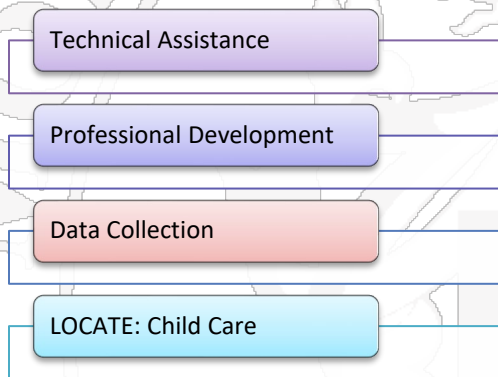 Technical Assistance
Professional Development
Data Collection
LOCATE: Child Care